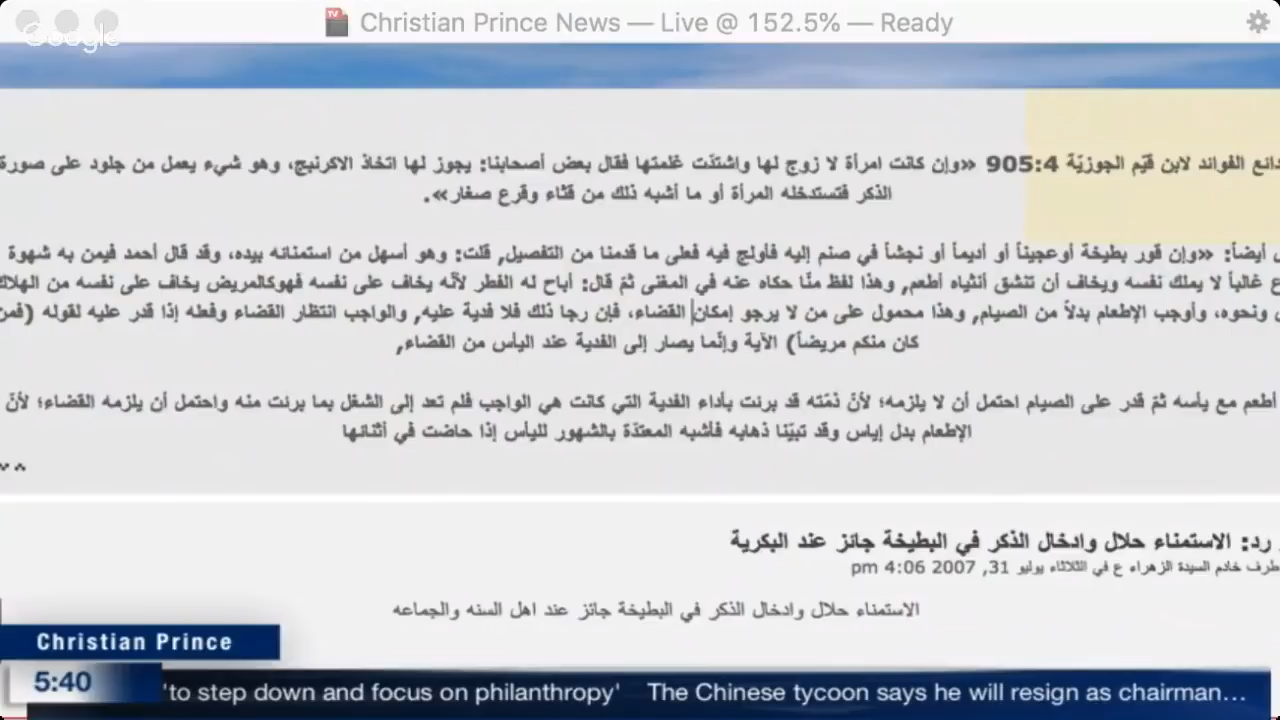 Christian Prince News — Live @ 152.5% — Ready
Google
دائع الفوائد لابن قيّم الجوزيّة 905:4 «وإن كانت امرأة لا زوج لها واشتدّت غلمتها فقال بعض أصحابنا: يجوز لها اتخاذ الاكرنبج، وهو شيء يعمل من جلود على صورة
الذكر فتستدخله المرأة أو ما أشبه ذلك من قثّاء وقرع صغار».
أيضاً: «وإن قور بطيخة أوعجيناً أو أديماً أو نجشاً في صنم إليه فأولج فيه فعلى ما قدمنا من التفصيل, قلت: وهو أسهل من استمنائه بيده، وقد قال أحمد فيمن به شهوة
غالباً لا يملك نفسه ويخاف أن تنشق أنثياه أطعم, وهذا لفظ منّا حكاه عنه في المغنى ثمّ قال: أباح له الفطر لأنه يخاف على نفسه فهوكالمريض يخاف على نفسه من الهلاك
ونحوه، وأوجب الإطعام بدلاً من الصيام, وهذا محمول على من لا يرجو إمكان القضاء، فإن رجا ذلك فلا فدية عليه, والواجب انتظار القضاء وفعله إذا قدر عليه لقوله (فمن
كان منكم مريضاً) الآية وإنّما يصار إلى الفدية عند اليأس من القضاء,
أطعم مع يأسه ثمّ قدر على الصيام احتمل أن لا يلزمه؛ لأنّ ذمّته قد برئت بأداء الفدية التي كانت هي الواجب فلم تعد إلى الشغل بما برئت منه واحتمل أن يلزمه القضاء؛ لأنّ
الإطعام بدل إياس وقد تبيّنا ذهابه فأشبه المعتدّة بالشهور لليأس إذا حاضت في أثنائها
^^
رد: الاستمناء حلال وادخال الذكر في البطيخة جائز عند البكرية
طرف خادم السيدة الزهراء ع في الثلاثاء يوليو 31, 2007 4:06 pm
الاستمناء حلال وادخال الذكر في البطيخة جائز عند اهل السنه والجماعه
Christian Prince
5:40
'to step down and focus on philanthropy' The Chinese tycoon says he will resign as chairman...